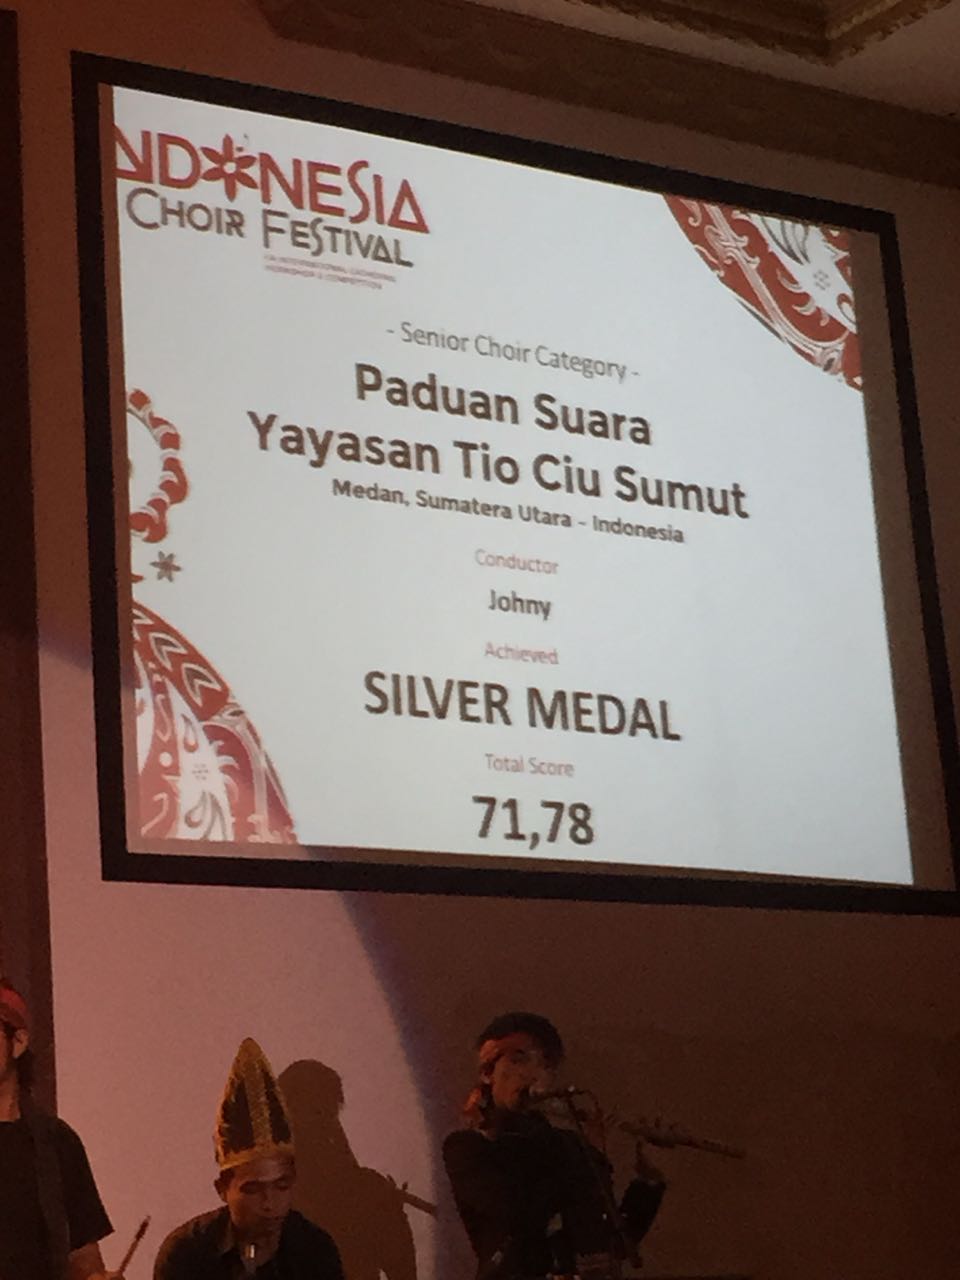 INDONESIA
CHOIR FESTIVAL
- Senior Choir Category -
Paduan Suara
Yayasan Tio Ciu Sumut
Medan, Sumatera Utara - Indonesia
Conductor
Johny
Achieved
SILVER MEDAL
Total Score
71,78